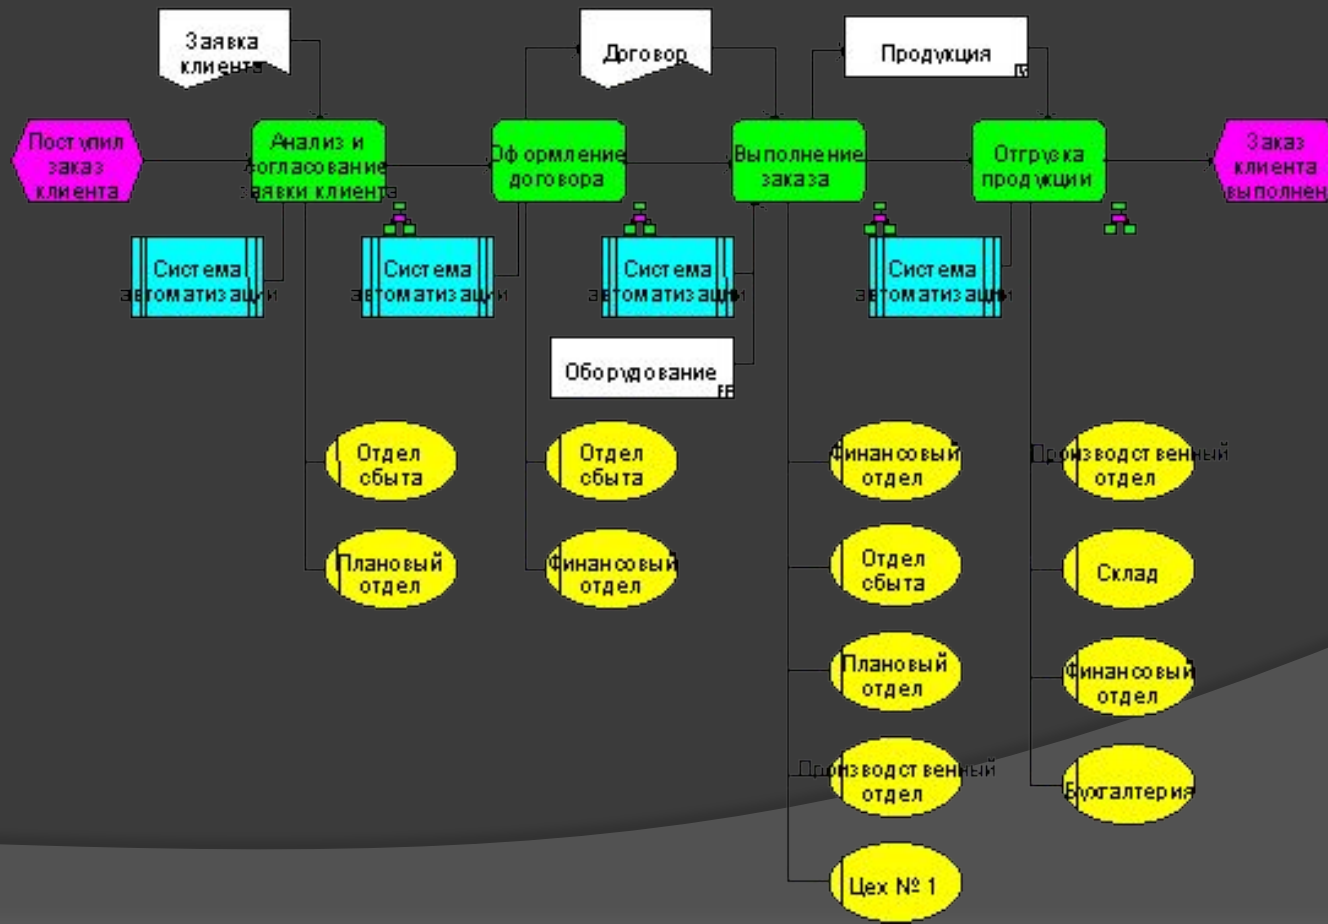 Заявка
клиента
Договор
Продукция
Поступил
заказ
клиента
Анализ и
согласование
заявки клиента
Оформление
договора
Выполнение
заказа
Отгрузка
продукции
Заказ
клиента
выполнен
Система
автоматизации
Система
автоматизации
Система
автоматизации
Система
автоматизации
Оборудование
Отдел
сбыта
Отдел
сбыта
Финансовый
отдел
Производственный
отдел
Плановый
отдел
Финансовый
отдел
Отдел
сбыта
Склад
Плановый
отдел
Финансовый
отдел
Производственный
отдел
Бухгалтерия
Цех № 1